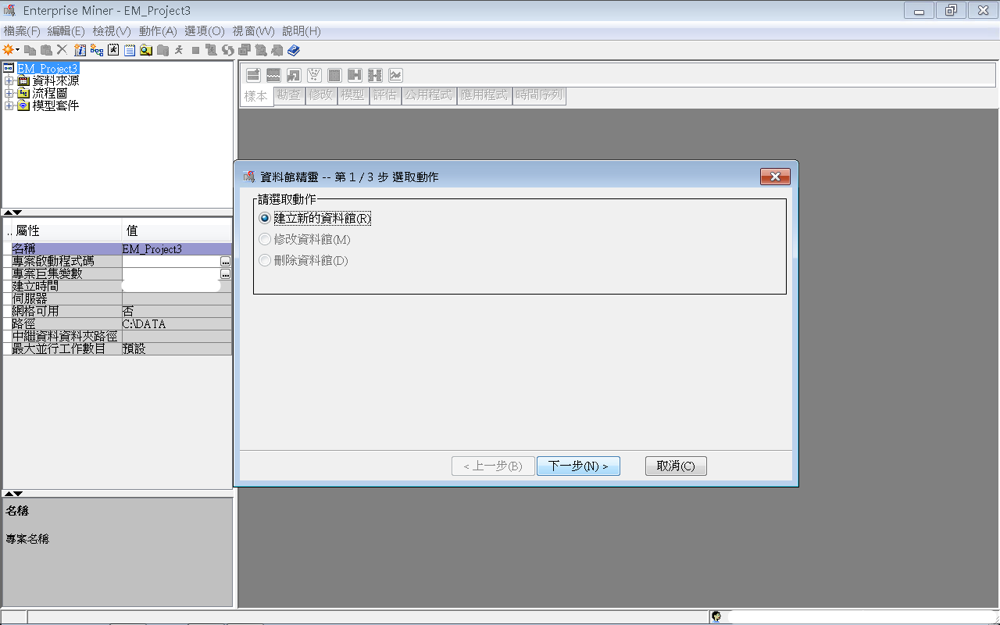 Enterprise Miner - EM_Project3
檔案(F) 編輯(E) 檢視(V) 動作(A) 選項(O) 視窗(W) 說明(H)
EM_Project3
資料來源
流程圖
模型套件
樣本 勘查 修改 模型 評估 公用程式 應用程式 時間序列
資料館精靈 -- 第 1 / 3 步 選取動作
請選取動作
建立新的資料館(R)
修改資料館(M)
刪除資料館(D)
< 上一步(B) 下一步(N) > 取消(C)
.. 屬性 值
名稱 EM_Project3
專案啟動程式碼 ...
專案巨集變數 ...
建立時間
伺服器
網格可用 否
路徑 C:\DATA
中繼資料資料夾路徑
最大並行工作數目 預設
名稱
專案名稱